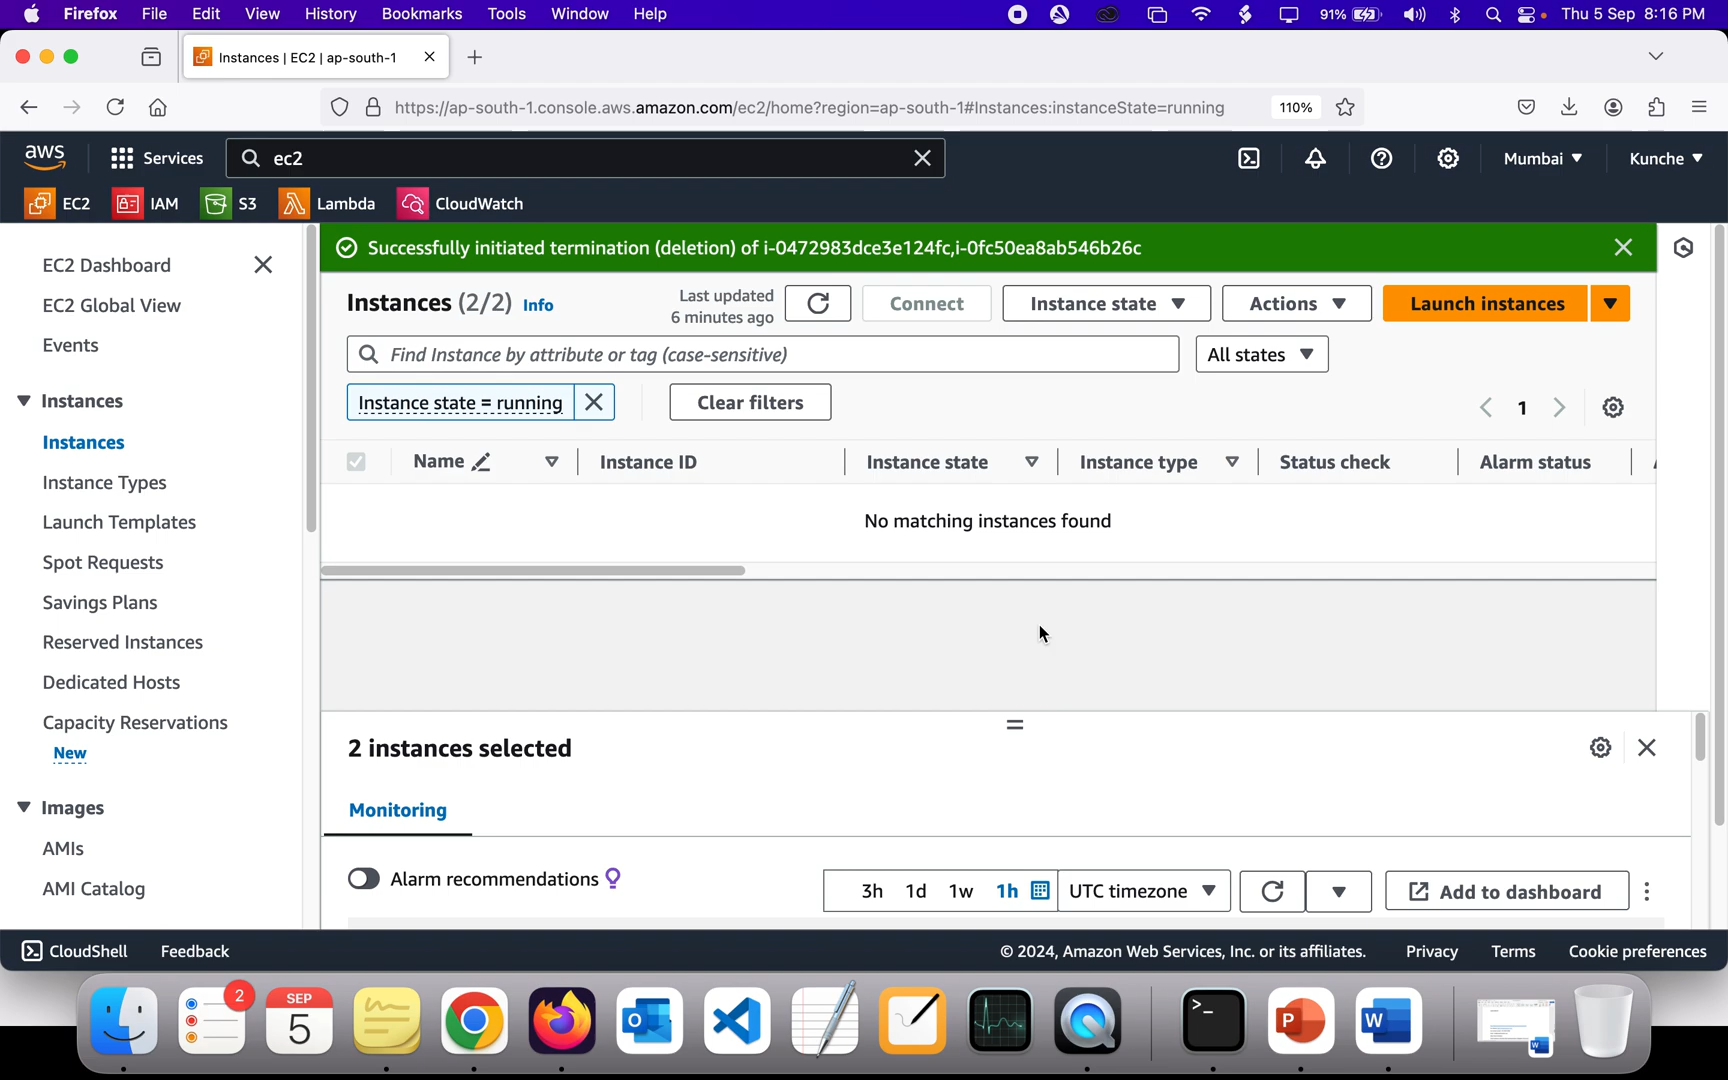 Firefox File Edit View History Bookmarks Tools Window Help 91% Thu 5 Sep 8:16 PM
Instances | EC2 | ap-south-1
https://ap-south-1.console.aws.amazon.com/ec2/home?region=ap-south-1#Instances:instanceState=running 110%
aws Services ec2 Mumbai Kunche
EC2 IAM S3 Lambda CloudWatch
EC2 Dashboard
EC2 Global View
Events
Instances
Instances
Instance Types
Launch Templates
Spot Requests
Savings Plans
Reserved Instances
Dedicated Hosts
Capacity Reservations
New
Images
AMIs
AMI Catalog
Successfully initiated termination (deletion) of i-0472983dce3e124fc,i-0fc50ea8ab546b26c
Instances (2/2) Info
Last updated
6 minutes ago
Connect Instance state Actions Launch instances
Find Instance by attribute or tag (case-sensitive) All states
Instance state = running Clear filters 1
Name Instance ID Instance state Instance type Status check Alarm status
No matching instances found
2 instances selected
Monitoring
Alarm recommendations 3h 1d 1w 1h UTC timezone Add to dashboard
CloudShell Feedback © 2024, Amazon Web Services, Inc. or its affiliates. Privacy Terms Cookie preferences
2
SEP
5